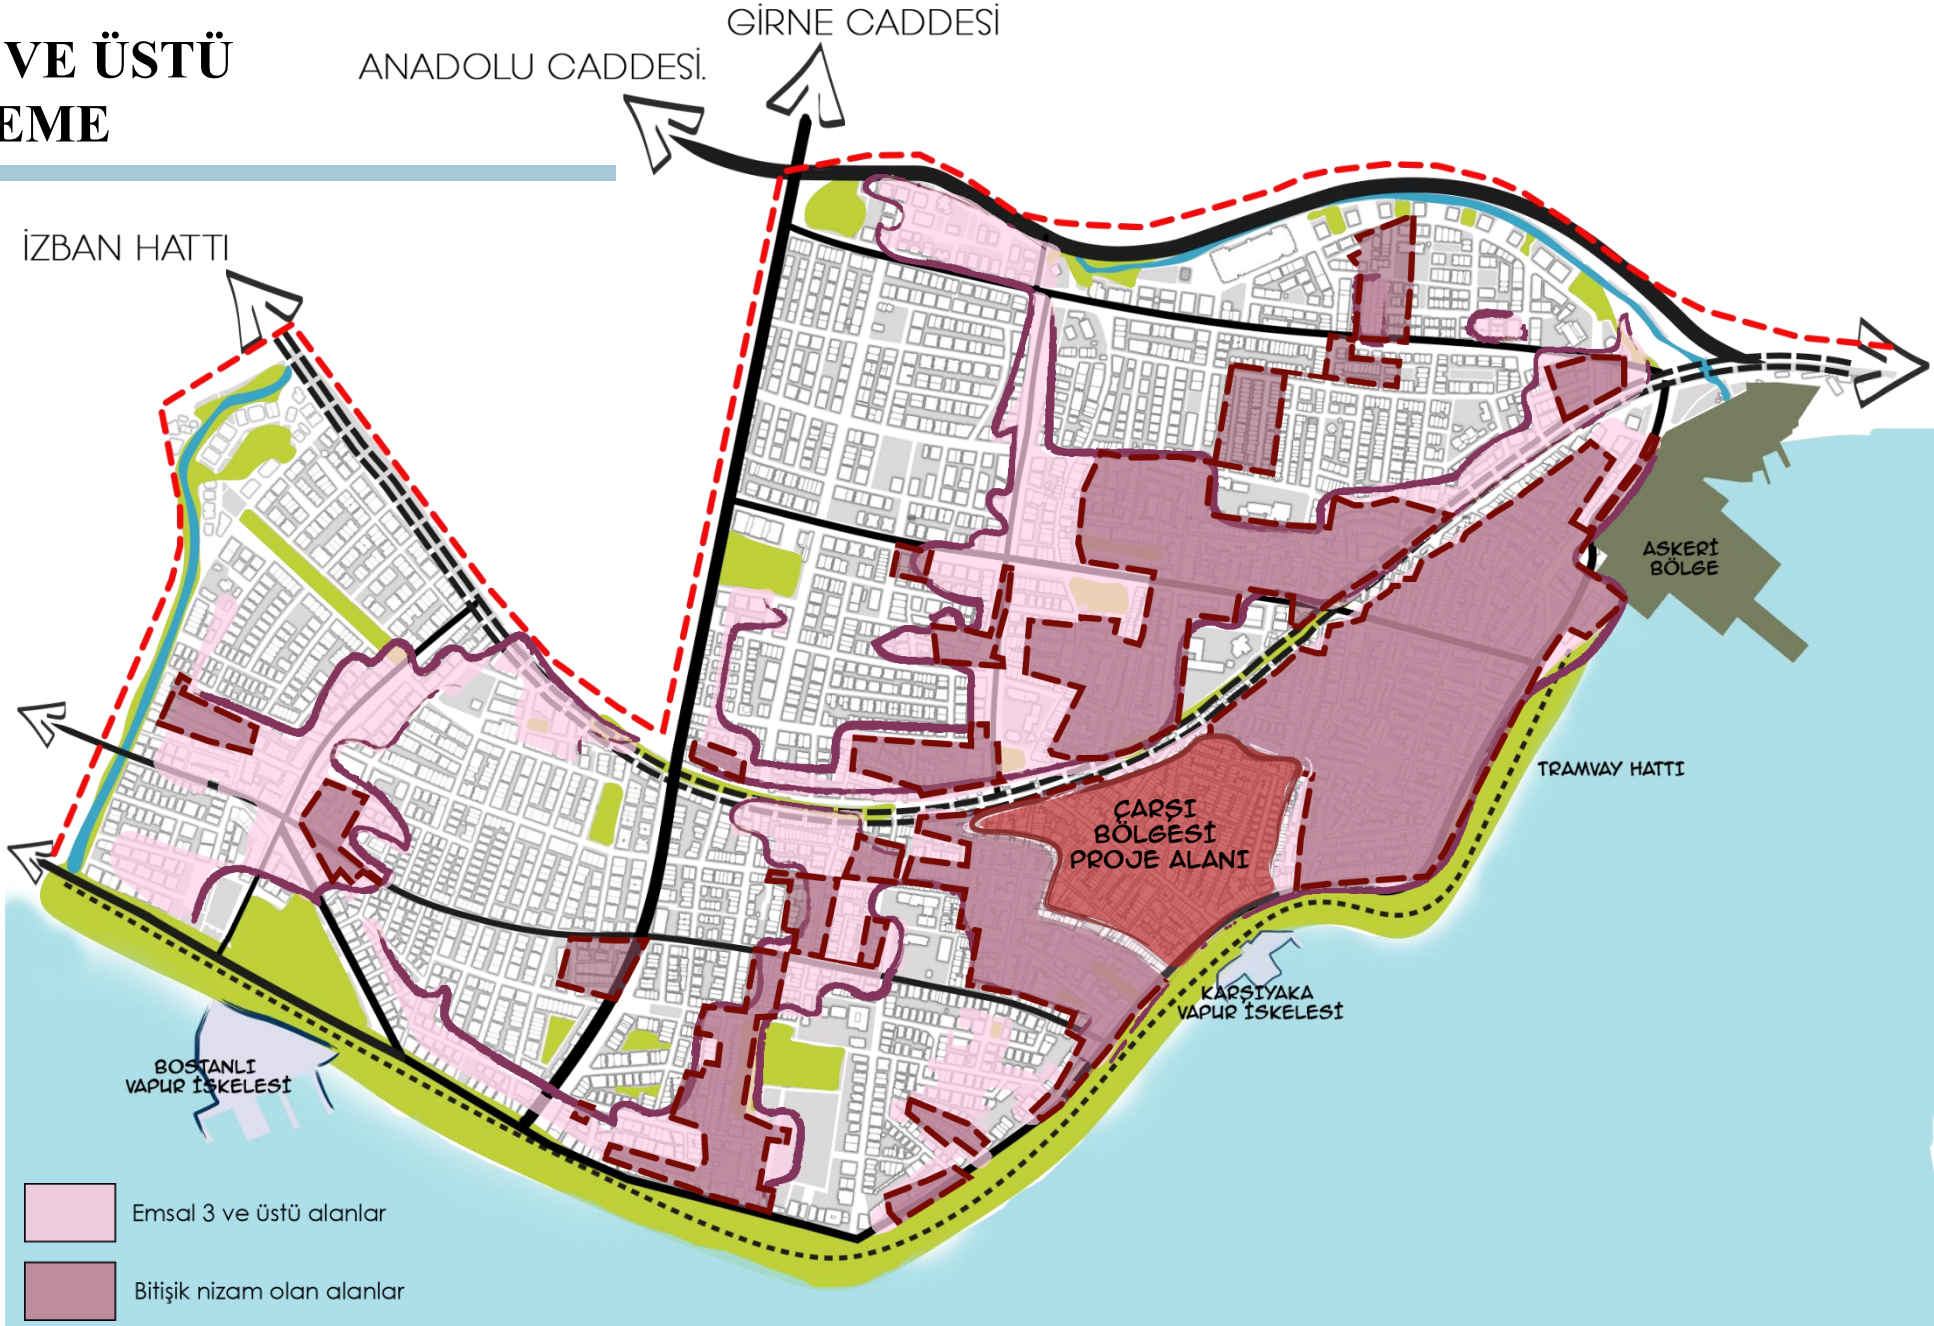 VE ÜSTÜ
EME
GİRNE CADDESİ
ANADOLU CADDESİ.
İZBAN HATTI
ASKERİ
BÖLGE
TRAMVAY HATTI
ÇARŞI
BÖLGESİ
PROJE ALANI
KARŞIYAKA
VAPUR İSKELESİ
BOSTANLI
VAPUR İSKELESİ
Emsal 3 ve üstü alanlar
Bitişik nizam olan alanlar